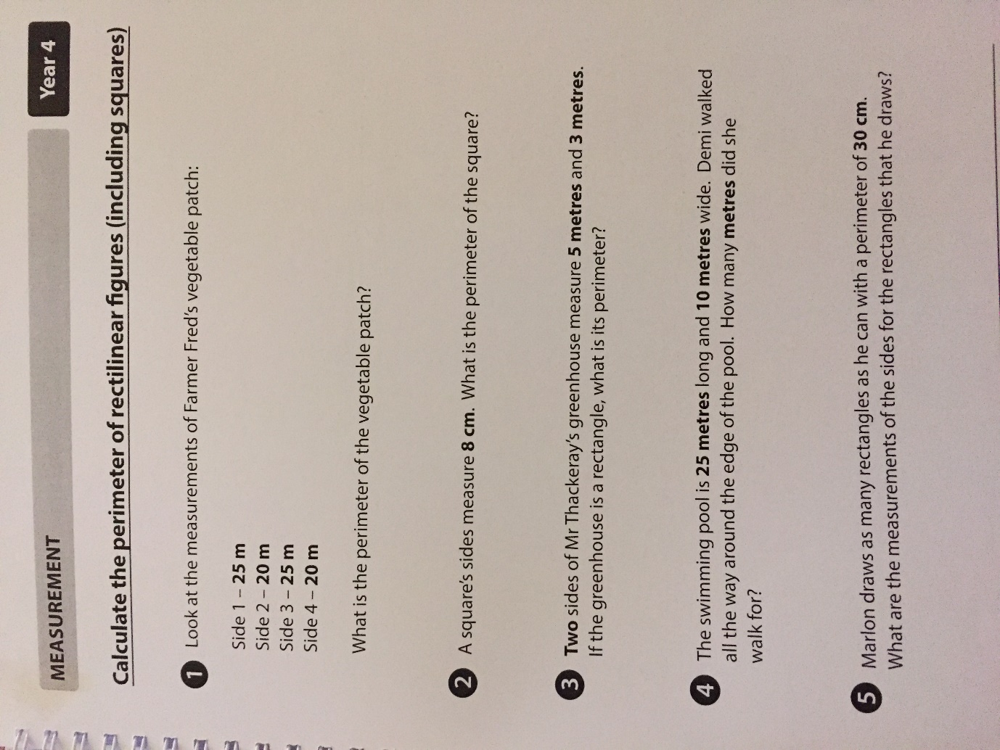 MEASUREMENT
Year 4
Calculate the perimeter of rectilinear figures (including squares)
1 Look at the measurements of Farmer Fred's vegetable patch:
Side 1 – 25 m
Side 2 – 20 m
Side 3 – 25 m
Side 4 – 20 m
What is the perimeter of the vegetable patch?
2 A square's sides measure 8 cm. What is the perimeter of the square?
3 Two sides of Mr Thackeray's greenhouse measure 5 metres and 3 metres.
If the greenhouse is a rectangle, what is its perimeter?
4 The swimming pool is 25 metres long and 10 metres wide. Demi walked
all the way around the edge of the pool. How many metres did she
walk for?
5 Marlon draws as many rectangles as he can with a perimeter of 30 cm.
What are the measurements of the sides for the rectangles that he draws?